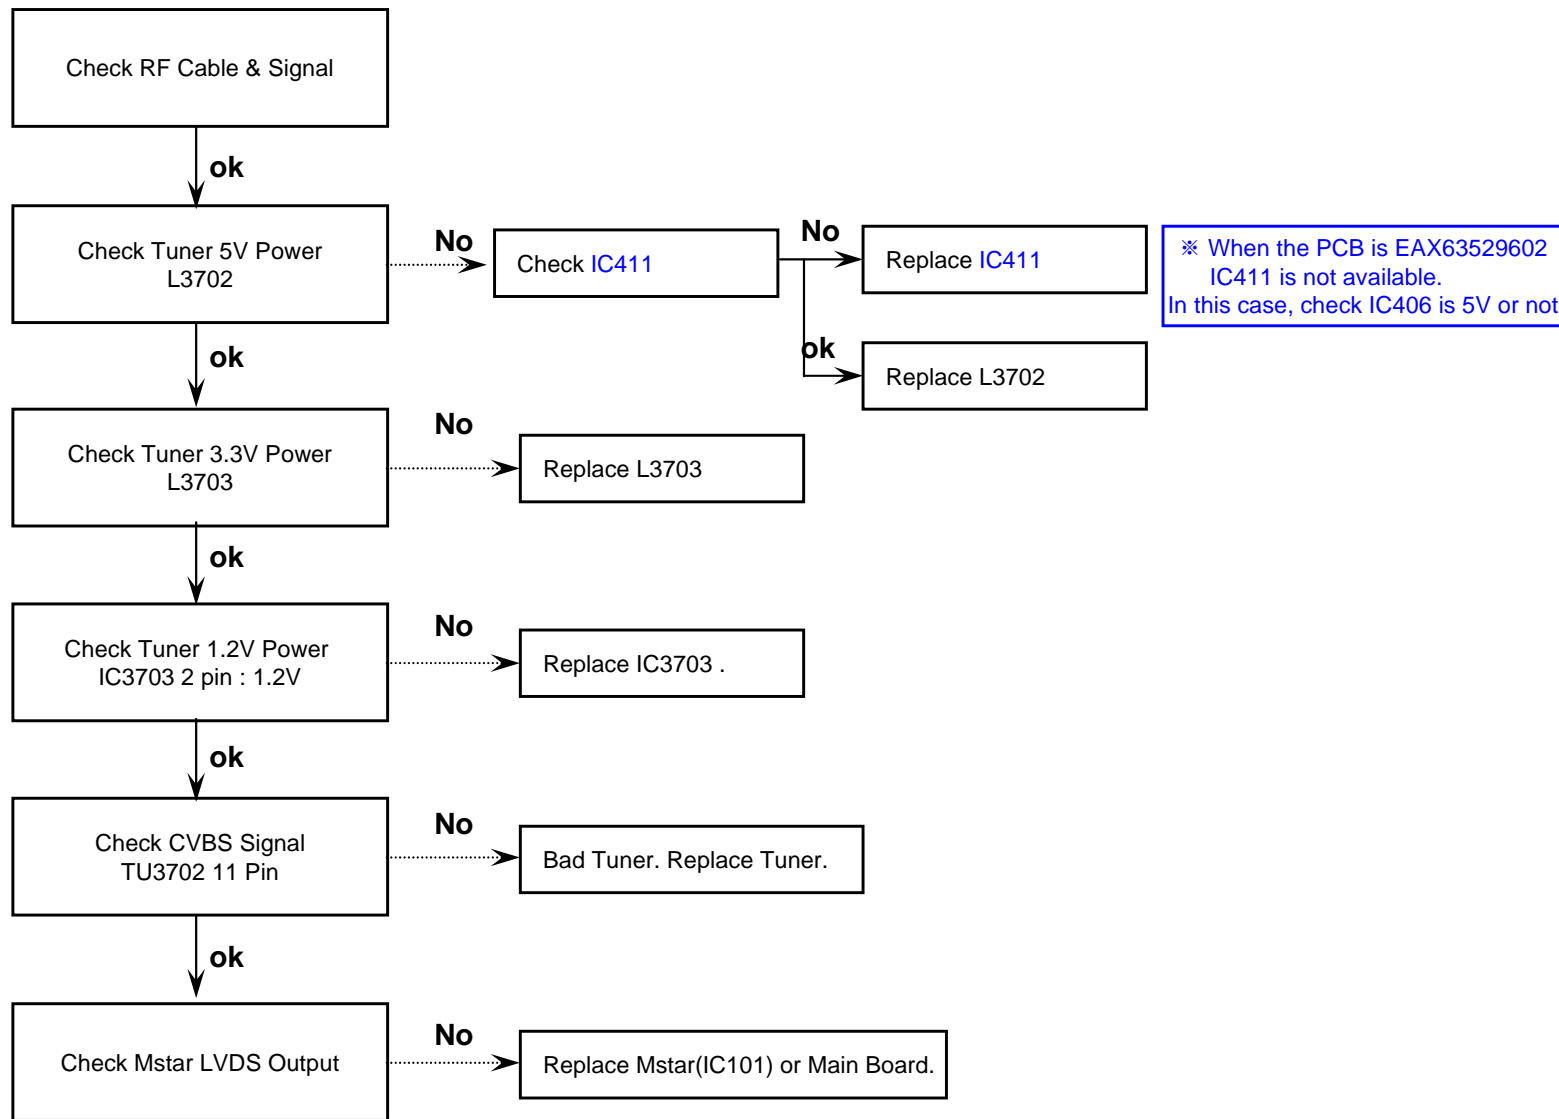 Check RF Cable & Signal
ok
Check Tuner 5V Power
L3702
No
Check IC411
No
Replace IC411
※ When the PCB is EAX63529602
IC411 is not available.
In this case, check IC406 is 5V or not
ok
Replace L3702
ok
Check Tuner 3.3V Power
L3703
No
Replace L3703
ok
Check Tuner 1.2V Power
IC3703 2 pin : 1.2V
No
Replace IC3703 .
ok
Check CVBS Signal
TU3702 11 Pin
No
Bad Tuner. Replace Tuner.
ok
Check Mstar LVDS Output
No
Replace Mstar(IC101) or Main Board.